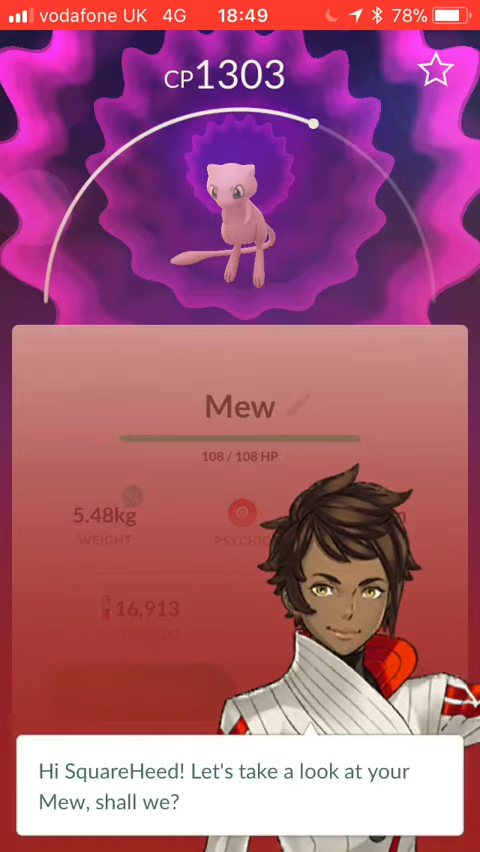 vodafone UK 4G 18:49 78%
CP1303
Mew
108 / 108 HP
5.48kg
WEIGHT
PSYCHIC
16,913
Hi SquareHeed! Let's take a look at your
Mew, shall we?